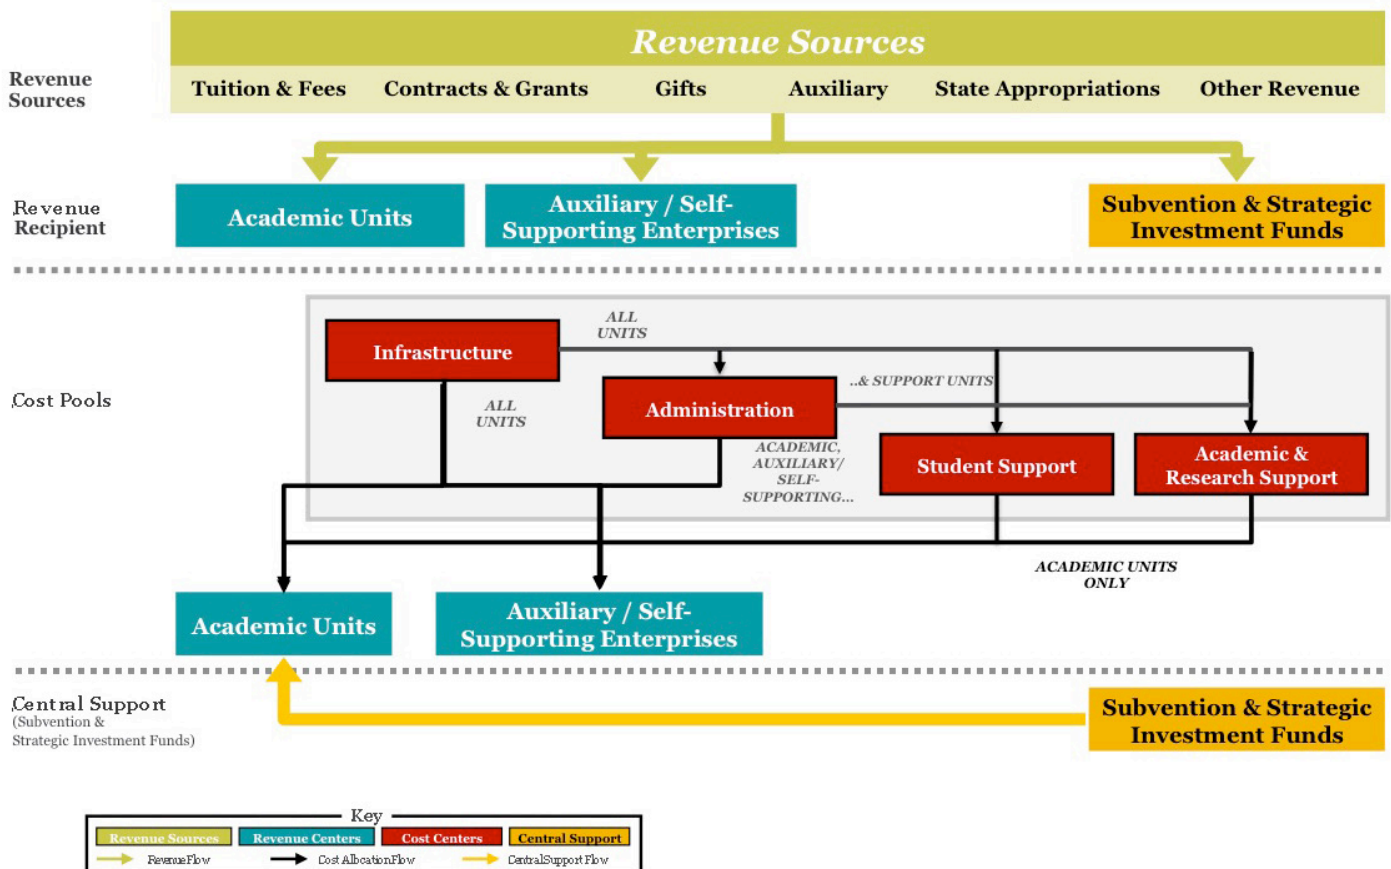 Revenue Sources
Revenue
Sources
Tuition & Fees
Contracts & Grants
Gifts
Auxiliary
State Appropriations
Other Revenue
Revenue
Recipient
Academic Units
Auxiliary / Self-
Supporting Enterprises
Subvention & Strategic
Investment Funds
ALL
UNITS
Infrastructure
Cost Pools
..& SUPPORT UNITS
ALL
UNITS
Administration
ACADEMIC,
AUXILIARY/
SELF-
SUPPORTING...
Student Support
Academic &
Research Support
ACADEMIC UNITS
ONLY
Academic Units
Auxiliary / Self-
Supporting Enterprises
Central Support
(Subvention &
Strategic Investment Funds)
Subvention & Strategic
Investment Funds
Key
Revenue Sources
Revenue Centers
Cost Centers
Central Support
Revenue Flow
Cost Allocation Flow
Central Support Flow